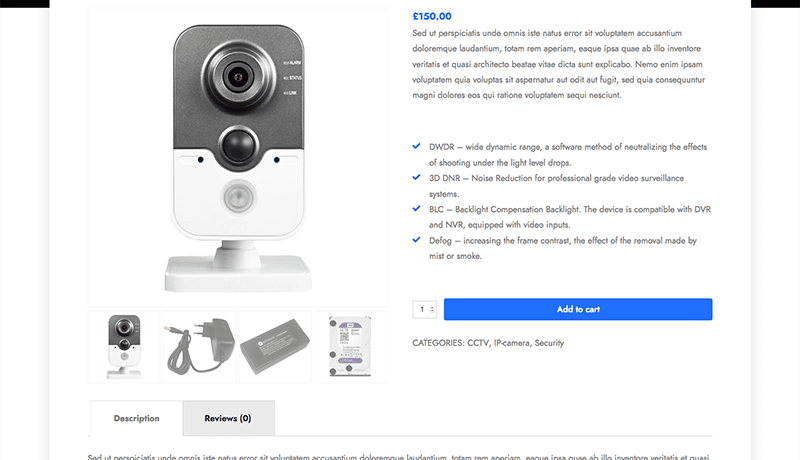 £150.00
Sed ut perspiciatis unde omnis iste natus error sit voluptatem accusantium
doloremque laudantium, totam rem aperiam, eaque ipsa quae ab illo inventore
veritatis et quasi architecto beatae vitae dicta sunt explicabo. Nemo enim ipsam
voluptatem quia voluptas sit aspernatur aut odit aut fugit, sed quia consequuntur
magni dolores eos qui ratione voluptatem sequi nesciunt.
DWDR – wide dynamic range, a software method of neutralizing the effects
of shooting under the light level drops.
3D DNR – Noise Reduction for professional grade video surveillance
systems.
BLC – Backlight Compensation Backlight. The device is compatible with DVR
and NVR, equipped with video inputs.
Defog – increasing the frame contrast, the effect of the removal made by
mist or smoke.
ALARM
STATUS
LINK
1
Add to cart
CATEGORIES: CCTV, IP-camera, Security
Description
Reviews (0)
Sed ut perspiciatis unde omnis iste natus error sit voluptatem accusantium doloremque laudantium, totam rem aperiam, eaque ipsa quae ab illo inventore veritatis et quasi